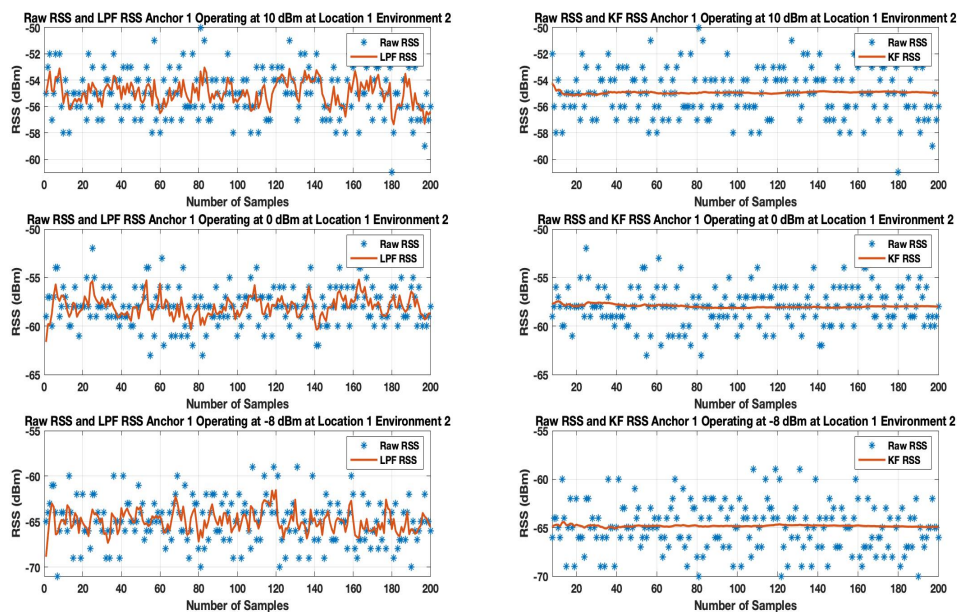 Raw RSS and LPF RSS Anchor 1 Operating at 10 dBm at Location 1 Environment 2
-50
-52
-54
-56
-58
-60
RSS (dBm)
Raw RSS
LPF RSS
0 20 40 60 80 100 120 140 160 180 200
Number of Samples
Raw RSS and KF RSS Anchor 1 Operating at 10 dBm at Location 1 Environment 2
-50
-52
-54
-56
-58
-60
RSS (dBm)
Raw RSS
KF RSS
20 40 60 80 100 120 140 160 180 200
Number of Samples
Raw RSS and LPF RSS Anchor 1 Operating at 0 dBm at Location 1 Environment 2
-50
-55
-60
-65
RSS (dBm)
Raw RSS
LPF RSS
0 20 40 60 80 100 120 140 160 180 200
Number of Samples
Raw RSS and KF RSS Anchor 1 Operating at 0 dBm at Location 1 Environment 2
-50
-55
-60
-65
RSS (dBm)
Raw RSS
KF RSS
20 40 60 80 100 120 140 160 180 200
Number of Samples
Raw RSS and LPF RSS Anchor 1 Operating at -8 dBm at Location 1 Environment 2
-55
-60
-65
-70
RSS (dBm)
Raw RSS
LPF RSS
0 20 40 60 80 100 120 140 160 180 200
Number of Samples
Raw RSS and KF RSS Anchor 1 Operating at -8 dBm at Location 1 Environment 2
-55
-60
-65
-70
RSS (dBm)
Raw RSS
KF RSS
20 40 60 80 100 120 140 160 180 200
Number of Samples